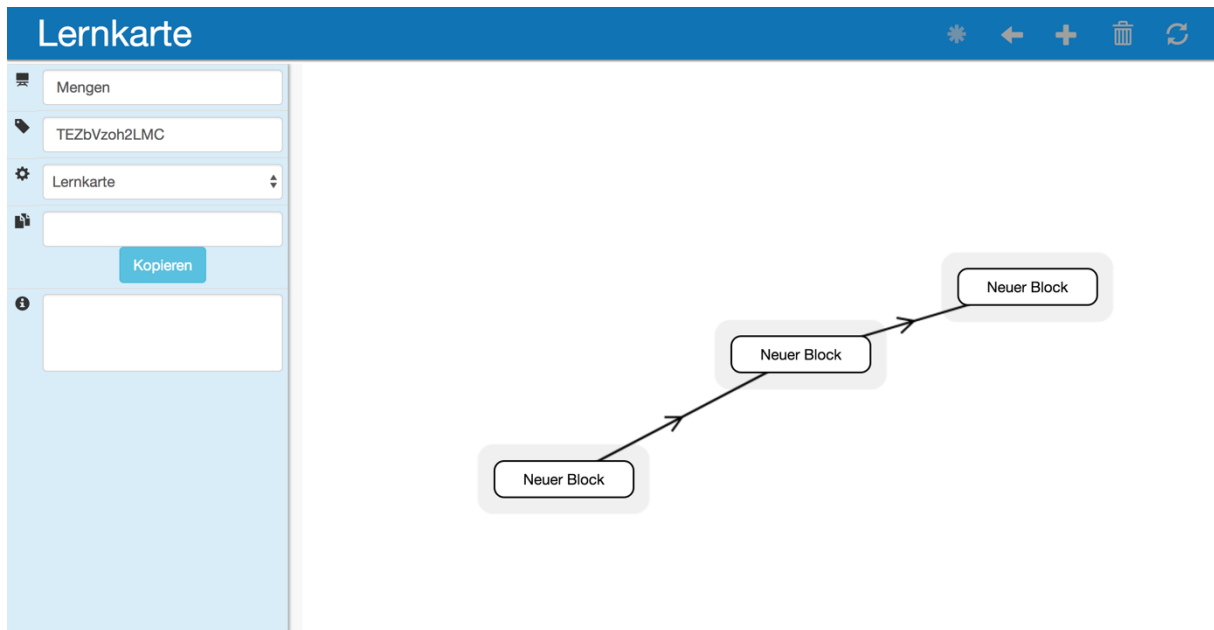 Lernkarte
Mengen
TEZbVzoh2LMC
Lernkarte
Kopieren
Neuer Block
Neuer Block
Neuer Block